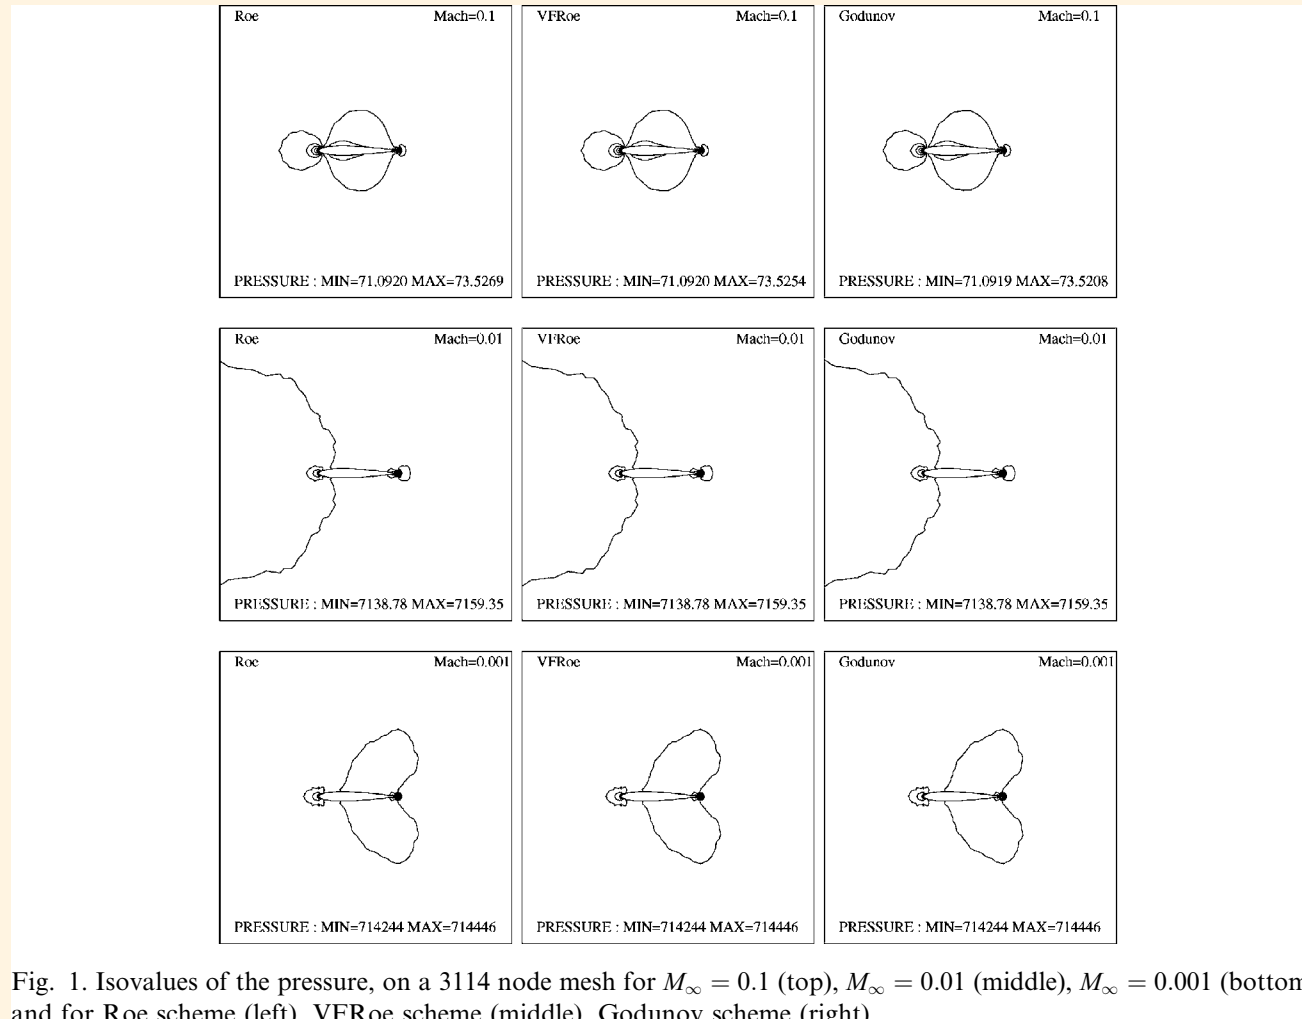 Roe Mach=0.1 VFRoe Mach=0.1 Godunov Mach=0.1
PRESSURE : MIN=71.0920 MAX=73.5269 PRESSURE : MIN=71.0920 MAX=73.5254 PRESSURE : MIN=71.0919 MAX=73.5208
Roe Mach=0.01 VFRoe Mach=0.01 Godunov Mach=0.01
PRESSURE : MIN=7138.78 MAX=7159.35 PRESSURE : MIN=7138.78 MAX=7159.35 PRESSURE : MIN=7138.78 MAX=7159.35
Roe Mach=0.001 VFRoe Mach=0.001 Godunov Mach=0.001
PRESSURE : MIN=714244 MAX=714446 PRESSURE : MIN=714244 MAX=714446 PRESSURE : MIN=714244 MAX=714446
Fig. 1. Isovalues of the pressure, on a 3114 node mesh for M∞ = 0.1 (top), M∞ = 0.01 (middle), M∞ = 0.001 (bottom
and for Roe scheme (left), VFRoe scheme (middle), Godunov scheme (right)